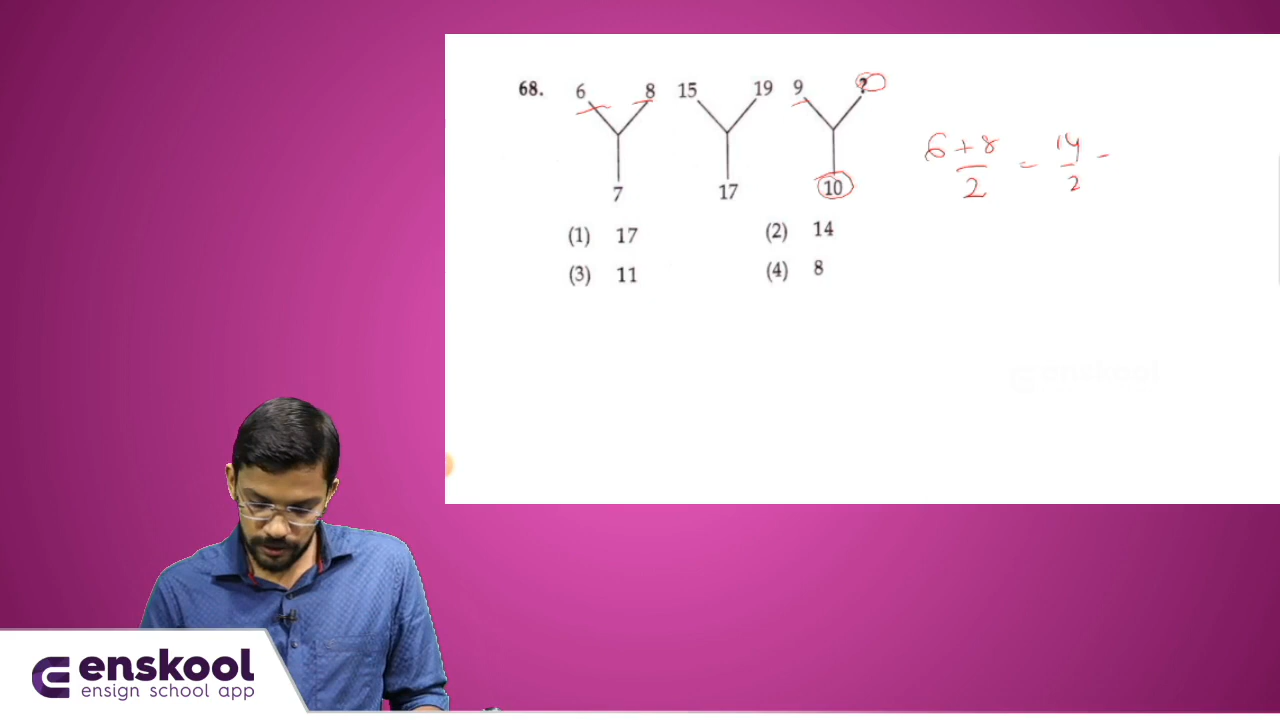 68. 6 8 15 19 9 ?
7 17 10
(1) 17 (2) 14
(3) 11 (4) 8
6 + 8 / 2 = 14 / 2 =
enskool
enskool
ensign school app